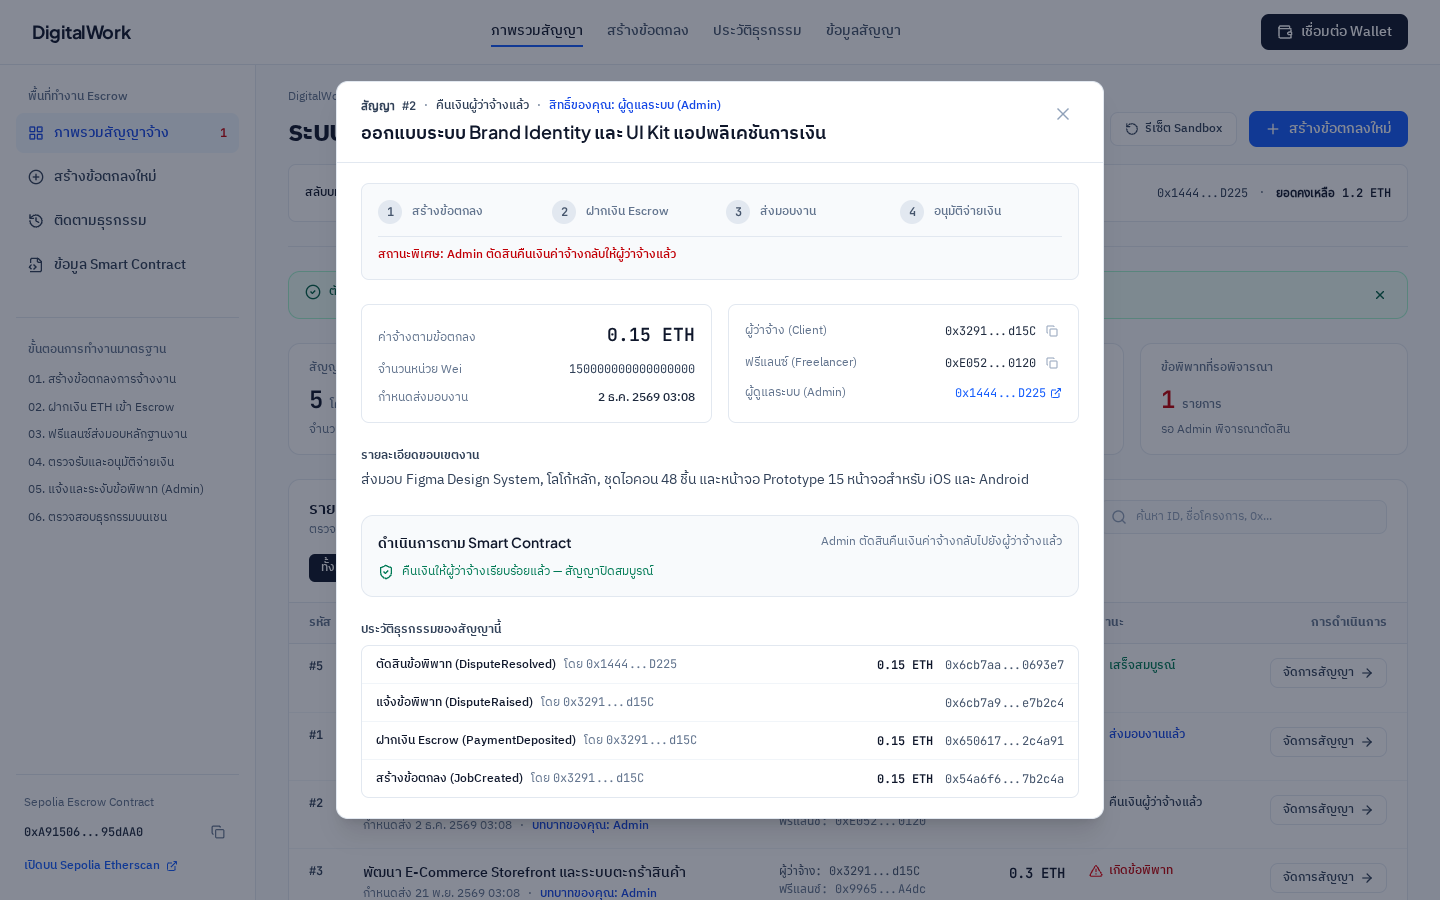 DigitalWork
ภาพรวมสัญญา
สร้างข้อตกลง
ประวัติธุรกรรม
ข้อมูลสัญญา
เชื่อมต่อ Wallet
พื้นที่ทำงาน Escrow
ภาพรวมสัญญาจ้าง 1
สร้างข้อตกลงใหม่
ติดตามธุรกรรม
ข้อมูล Smart Contract
ขั้นตอนการทำงานมาตรฐาน
01. สร้างข้อตกลงการจ้างงาน
02. ฝากเงิน ETH เข้า Escrow
03. ฟรีแลนซ์ส่งมอบหลักฐานงาน
04. ตรวจรับและอนุมัติจ่ายเงิน
05. แจ้งและระงับข้อพิพาท (Admin)
06. ตรวจสอบธุรกรรมบนเชน
Sepolia Escrow Contract
0xA91506...95dAA0
เปิดบน Sepolia Etherscan
รีเซ็ต Sandbox
สร้างข้อตกลงใหม่
0x1444...D225 · ยอดคงเหลือ 1.2 ETH
สัญญา #2 · คืนเงินผู้ว่าจ้างแล้ว · สิทธิ์ของคุณ: ผู้ดูแลระบบ (Admin)
ออกแบบระบบ Brand Identity และ UI Kit แอปพลิเคชันการเงิน
1 สร้างข้อตกลง
2 ฝากเงิน Escrow
3 ส่งมอบงาน
4 อนุมัติจ่ายเงิน
สถานะพิเศษ: Admin ตัดสินคืนเงินค่าจ้างกลับให้ผู้ว่าจ้างแล้ว
ค่าจ้างตามข้อตกลง 0.15 ETH
จำนวนหน่วย Wei 150000000000000000
กำหนดส่งมอบงาน 2 ธ.ค. 2569 03:08
ผู้ว่าจ้าง (Client) 0x3291...d15C
ฟรีแลนซ์ (Freelancer) 0xE052...0120
ผู้ดูแลระบบ (Admin) 0x1444...D225
รายละเอียดขอบเขตงาน
ส่งมอบ Figma Design System, โลโก้หลัก, ชุดไอคอน 48 ชิ้น และหน้าจอ Prototype 15 หน้าจอสำหรับ iOS และ Android
ดำเนินการตาม Smart Contract
Admin ตัดสินคืนเงินค่าจ้างกลับไปยังผู้ว่าจ้างแล้ว
คืนเงินให้ผู้ว่าจ้างเรียบร้อยแล้ว — สัญญาปิดสมบูรณ์
ประวัติธุรกรรมของสัญญานี้
ตัดสินข้อพิพาท (DisputeResolved) โดย 0x1444...D225 0.15 ETH 0x6cb7aa...0693e7
แจ้งข้อพิพาท (DisputeRaised) โดย 0x3291...d15C 0x6cb7a9...e7b2c4
ฝากเงิน Escrow (PaymentDeposited) โดย 0x3291...d15C 0.15 ETH 0x650617...2c4a91
สร้างข้อตกลง (JobCreated) โดย 0x3291...d15C 0.15 ETH 0x54a6f6...7b2c4a
5
ข้อพิพาทที่รอพิจารณา
1 รายการ
รอ Admin พิจารณาตัดสิน
ค้นหา ID, ชื่อโครงการ, 0x...
รหัส
การดำเนินการ
#5 เสร็จสมบูรณ์ จัดการสัญญา
#1 ส่งมอบงานแล้ว จัดการสัญญา
#2 คืนเงินผู้ว่าจ้างแล้ว จัดการสัญญา
กำหนดส่ง 2 ธ.ค. 2569 03:08 · บทบาทของคุณ: Admin
ฟรีแลนซ์: 0xE052...0120
#3 พัฒนา E-Commerce Storefront และระบบตะกร้าสินค้า ผู้ว่าจ้าง: 0x3291...d15C 0.3 ETH เกิดข้อพิพาท จัดการสัญญา
กำหนดส่ง 21 พ.ย. 2569 03:08 · บทบาทของคุณ: Admin
ฟรีแลนซ์: 0x9965...A4dc